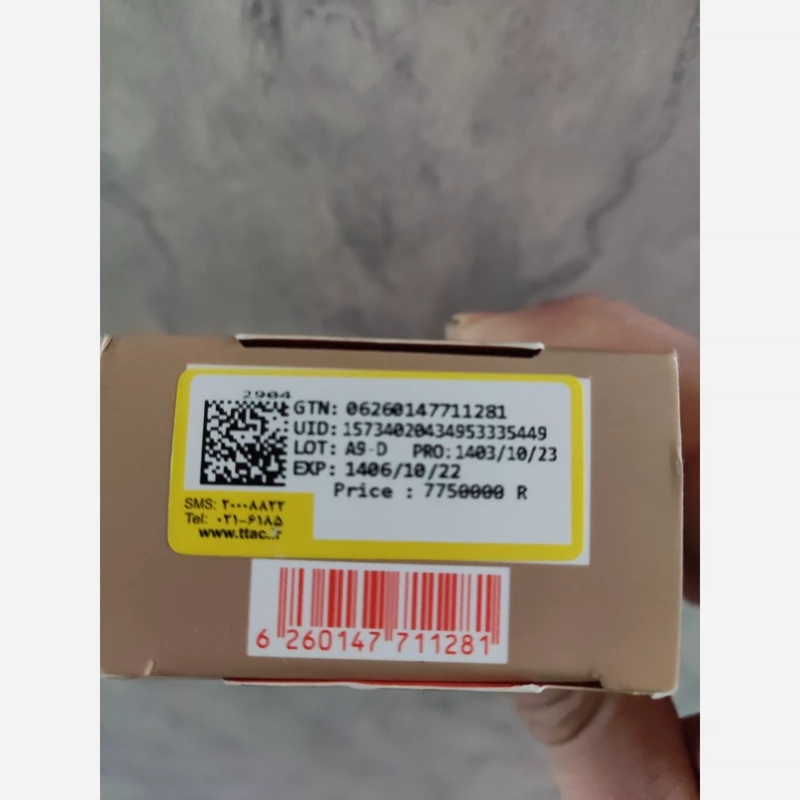 2904
GTN: 06260147711281
UID: 15734020434953335449
LOT: A9-D PRO: 1403/10/23
EXP: 1406/10/22
Price : 7750000 R
SMS: ۲۰۰۰۸۸۲۲
Tel: ۰۲۱-۶۱۸۵
www.ttac.ir
6 260147 711281